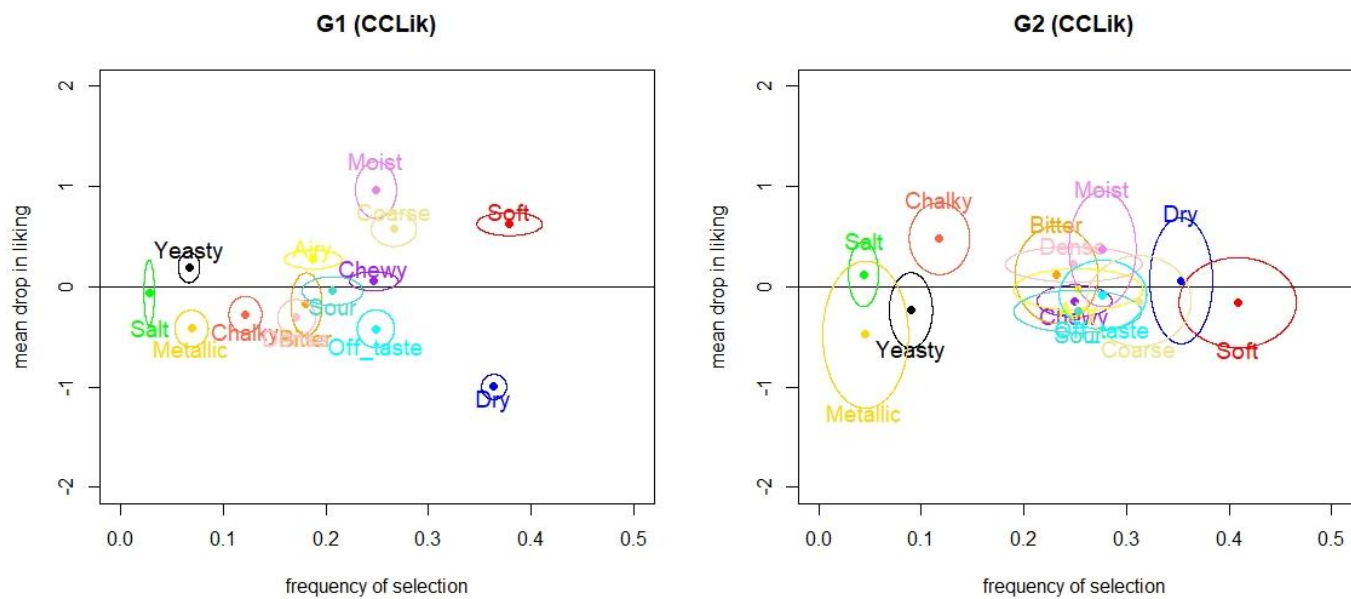 G1 (CCLik)
2
1
0
-1
-2
mean drop in liking
Moist
Coarse
Soft
Yeasty
Airy
Chewy
Salt
Sour
Metallic
Chalky
Bitter
Off_taste
Dry
0.0 0.1 0.2 0.3 0.4 0.5
frequency of selection
G2 (CCLik)
2
1
0
-1
-2
mean drop in liking
Chalky
Moist
Dry
Salt
Bitter
Dense
Chewy
Off_taste
Sour
Yeasty
Coarse
Soft
Metallic
0.0 0.1 0.2 0.3 0.4 0.5
frequency of selection